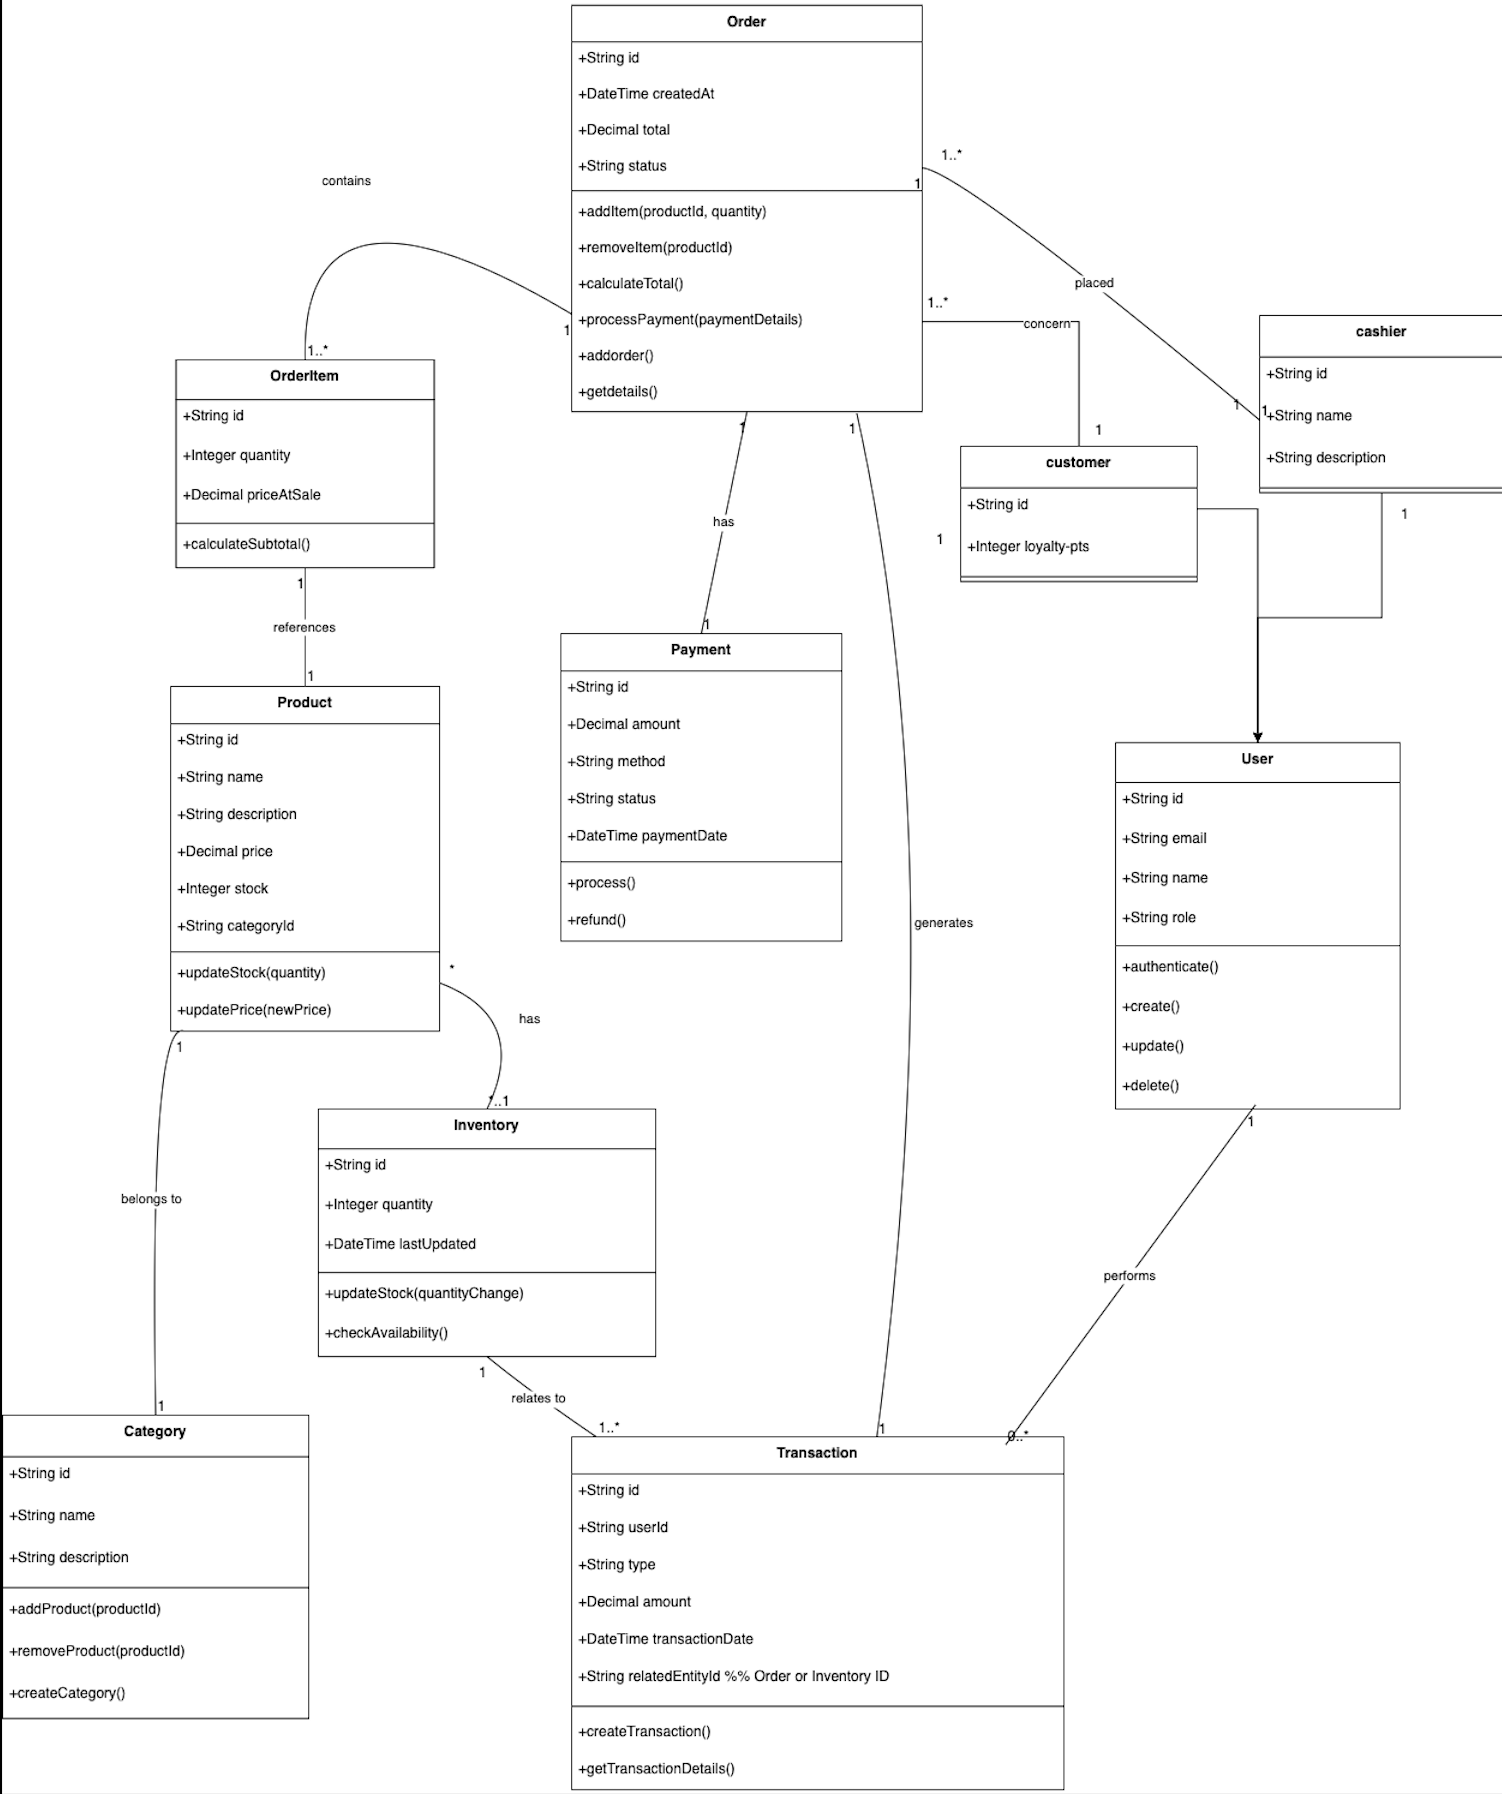 Order
+String id
+DateTime createdAt
+Decimal total
+String status
1
+addItem(productId, quantity)
+removeItem(productId)
+calculateTotal()
+processPayment(paymentDetails)
+addorder()
+getdetails()
1..*
placed
1
1
contains
1
1..*
1..*
concern
1
cashier
+String id
+String name
+String description
1
OrderItem
+String id
+Integer quantity
+Decimal priceAtSale
+calculateSubtotal()
1
references
1
1
has
1
1
generates
1
customer
+String id
+Integer loyalty-pts
1
Product
+String id
+String name
+String description
+Decimal price
+Integer stock
+String categoryId
+updateStock(quantity)
+updatePrice(newPrice)
Payment
+String id
+Decimal amount
+String method
+String status
+DateTime paymentDate
+process()
+refund()
User
+String id
+String email
+String name
+String role
+authenticate()
+create()
+update()
+delete()
*
has
*..1
1
belongs to
1
Inventory
+String id
+Integer quantity
+DateTime lastUpdated
+updateStock(quantityChange)
+checkAvailability()
1
relates to
1..*
1
performs
0..*
Category
+String id
+String name
+String description
+addProduct(productId)
+removeProduct(productId)
+createCategory()
Transaction
+String id
+String userId
+String type
+Decimal amount
+DateTime transactionDate
+String relatedEntityId %% Order or Inventory ID
+createTransaction()
+getTransactionDetails()